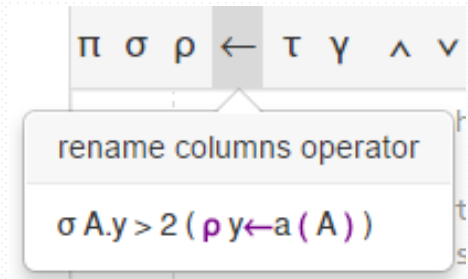 π σ ρ ← τ γ ∧ ∨
h
rename columns operator
t
σ A.y > 2 ( ρ y←a ( A ) )
s